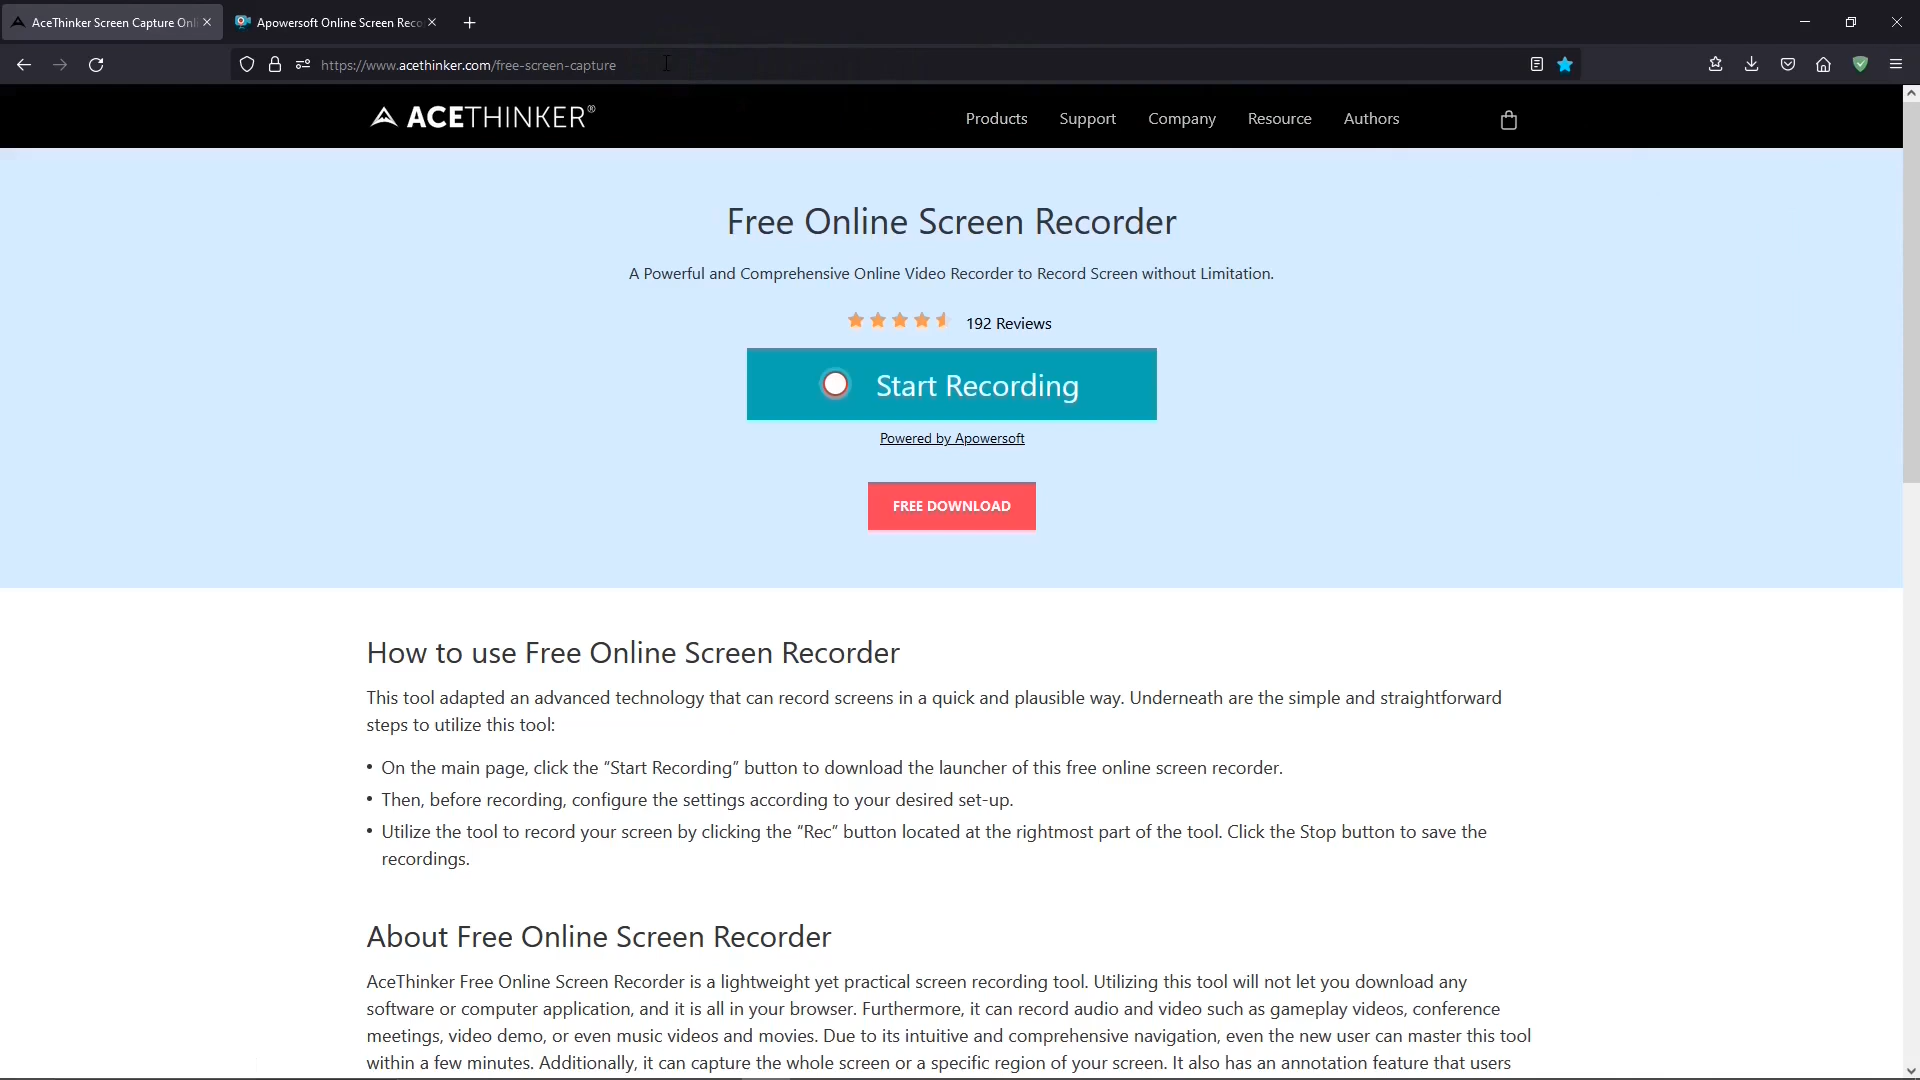 AceThinker Screen Capture Onl
Apowersoft Online Screen Reco
https://www.acethinker.com/free-screen-capture
ACETHINKER®
Products
Support
Company
Resource
Authors
Free Online Screen Recorder
A Powerful and Comprehensive Online Video Recorder to Record Screen without Limitation.
192 Reviews
Start Recording
Powered by Apowersoft
FREE DOWNLOAD
How to use Free Online Screen Recorder
This tool adapted an advanced technology that can record screens in a quick and plausible way. Underneath are the simple and straightforward
steps to utilize this tool:
• On the main page, click the “Start Recording” button to download the launcher of this free online screen recorder.
• Then, before recording, configure the settings according to your desired set-up.
• Utilize the tool to record your screen by clicking the “Rec” button located at the rightmost part of the tool. Click the Stop button to save the
recordings.
About Free Online Screen Recorder
AceThinker Free Online Screen Recorder is a lightweight yet practical screen recording tool. Utilizing this tool will not let you download any
software or computer application, and it is all in your browser. Furthermore, it can record audio and video such as gameplay videos, conference
meetings, video demo, or even music videos and movies. Due to its intuitive and comprehensive navigation, even the new user can master this tool
within a few minutes. Additionally, it can capture the whole screen or a specific region of your screen. It also has an annotation feature that users